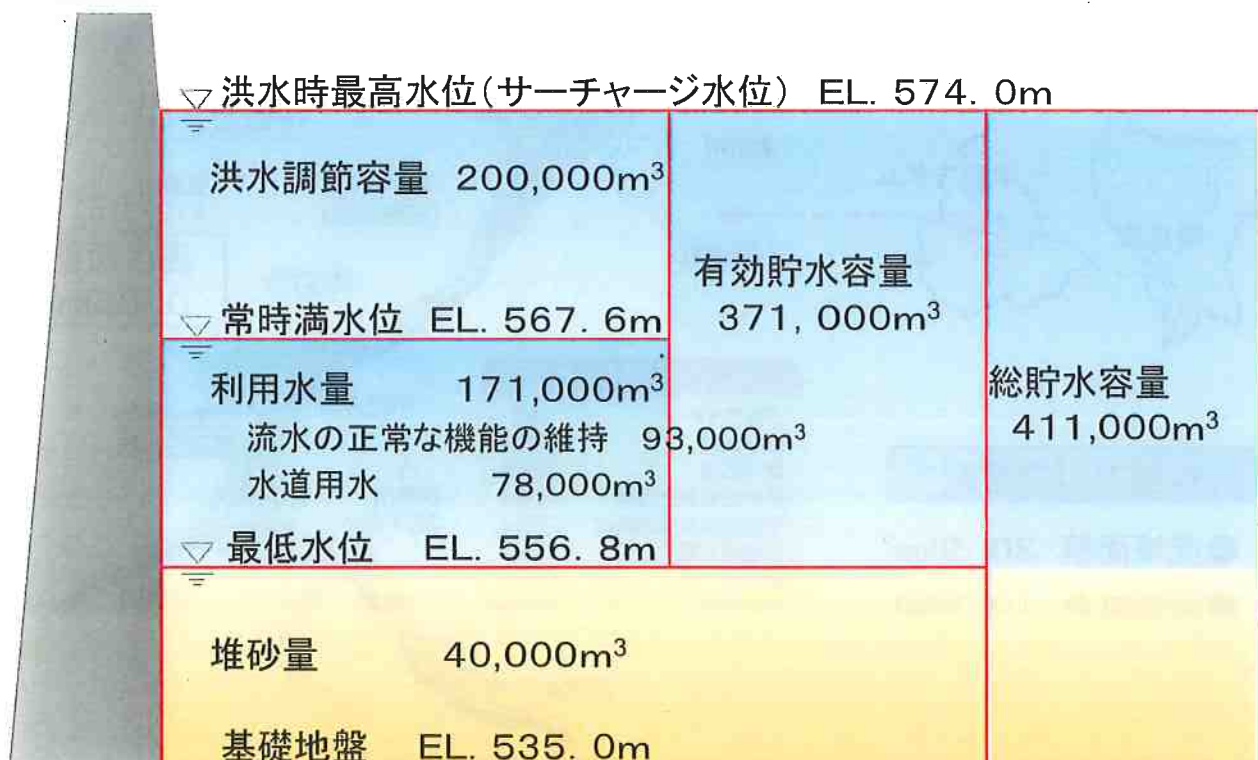 洪水時最高水位(サーチャージ水位) EL. 574. 0m
洪水調節容量 200,000m³
有効貯水容量
371, 000m³
常時満水位 EL. 567. 6m
利用水量 171,000m³
流水の正常な機能の維持 93,000m³
水道用水 78,000m³
総貯水容量
411,000m³
最低水位 EL. 556. 8m
堆砂量 40,000m³
基礎地盤 EL. 535. 0m